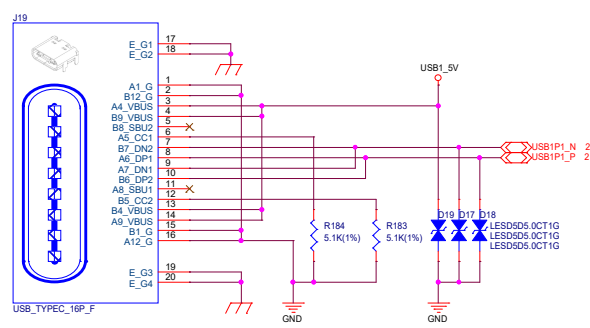 J19
E_G1 17
E_G2 18
USB1_5V
A1_G 1
B12_G 2
A4_VBUS 3
B9_VBUS 4
B8_SBU2 5
A5_CC1 6
B7_DN2 7
USB1P1_N 2
A6_DP1 8
USB1P1_P 2
A7_DN1 9
B6_DP2 10
A8_SBU1 11
B5_CC2 12
B4_VBUS 13
A9_VBUS 14
B1_G 15
A12_G 16
R184
5.1K(1%)
R183
5.1K(1%)
D19 D17 D18
LESD5D5.0CT1G
LESD5D5.0CT1G
LESD5D5.0CT1G
E_G3 19
E_G4 20
USB_TYPEC_16P_F
GND
GND